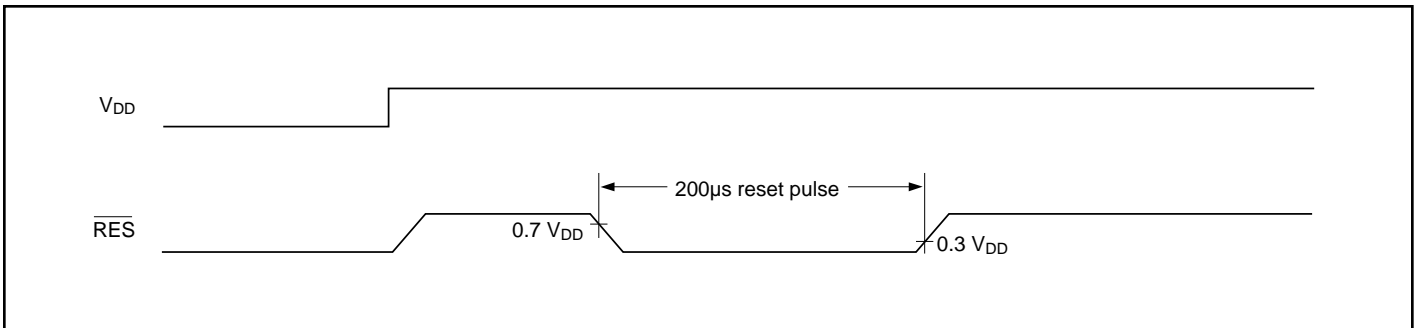 VDD
200µs reset pulse
RES
0.7 VDD
0.3 VDD